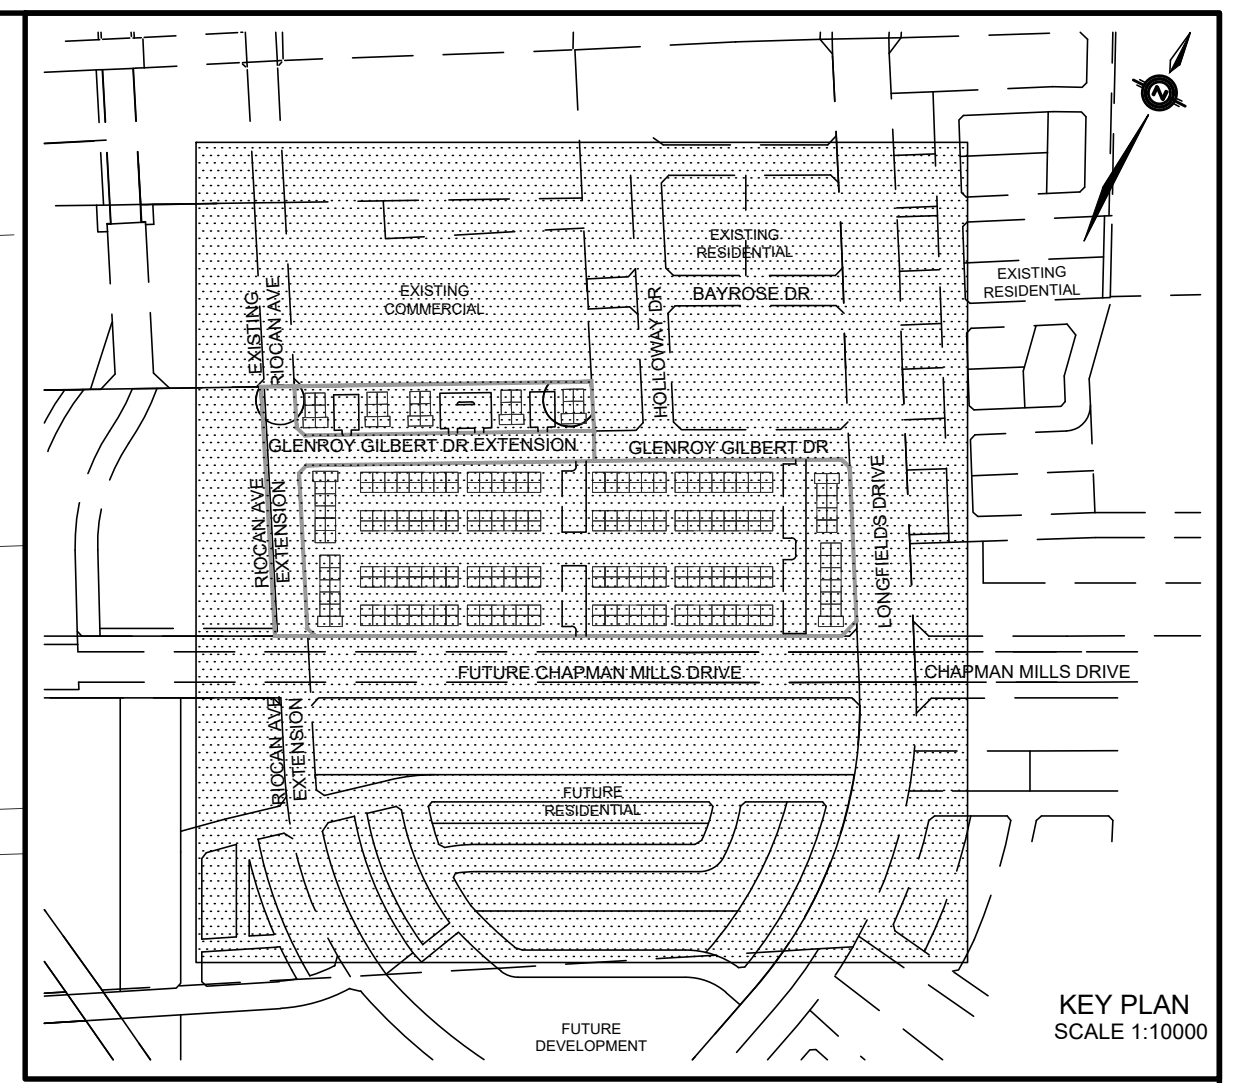 N
EXISTING
RESIDENTIAL
EXISTING
RESIDENTIAL
EXISTING
COMMERCIAL
BAYROSE DR
EXISTING
RIOCAN AVE
HOLLOWAY DR
GLENROY GILBERT DR EXTENSION
GLENROY GILBERT DR
RIOCAN AVE
EXTENSION
LONGFIELDS DRIVE
FUTURE CHAPMAN MILLS DRIVE
CHAPMAN MILLS DRIVE
RIOCAN AVE
EXTENSION
FUTURE
RESIDENTIAL
KEY PLAN
SCALE 1:10000
FUTURE
DEVELOPMENT